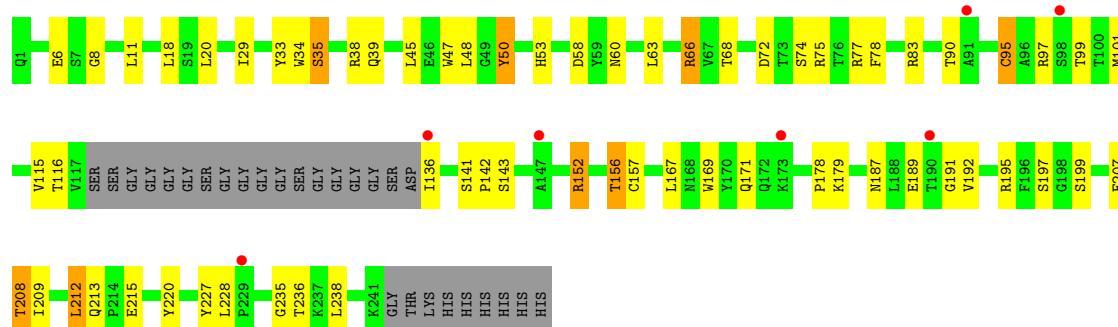 Q1 E6 S7 G8 L11 L18 S19 L20 I29 Y33 W34 S35 R38 Q39 L45 E46 W47 L48 G49 Y50 H53 D58 Y59 N60 L63 R66 V67 T68 D72 T73 S74 R75 T76 R77 F78 R83 T90 A91 C95 A96 R97 S98 T99 T100 M101
V115 T116 V117 SER SER GLY GLY GLY GLY SER GLY GLY GLY GLY SER GLY GLY GLY GLY SER ASP I136 S141 P142 S143 A147 R152 T156 C157 L167 N168 W169 Y170 Q171 Q172 K173 P178 K179 N187 L188 E189 T190 G191 V192 R195 F196 S197 G198 S199
T208 I209 L212 Q213 P214 E215 Y220 Y227 L228 P229 G235 T236 K237 L238 K241 GLY THR LYS HIS HIS HIS HIS HIS HIS